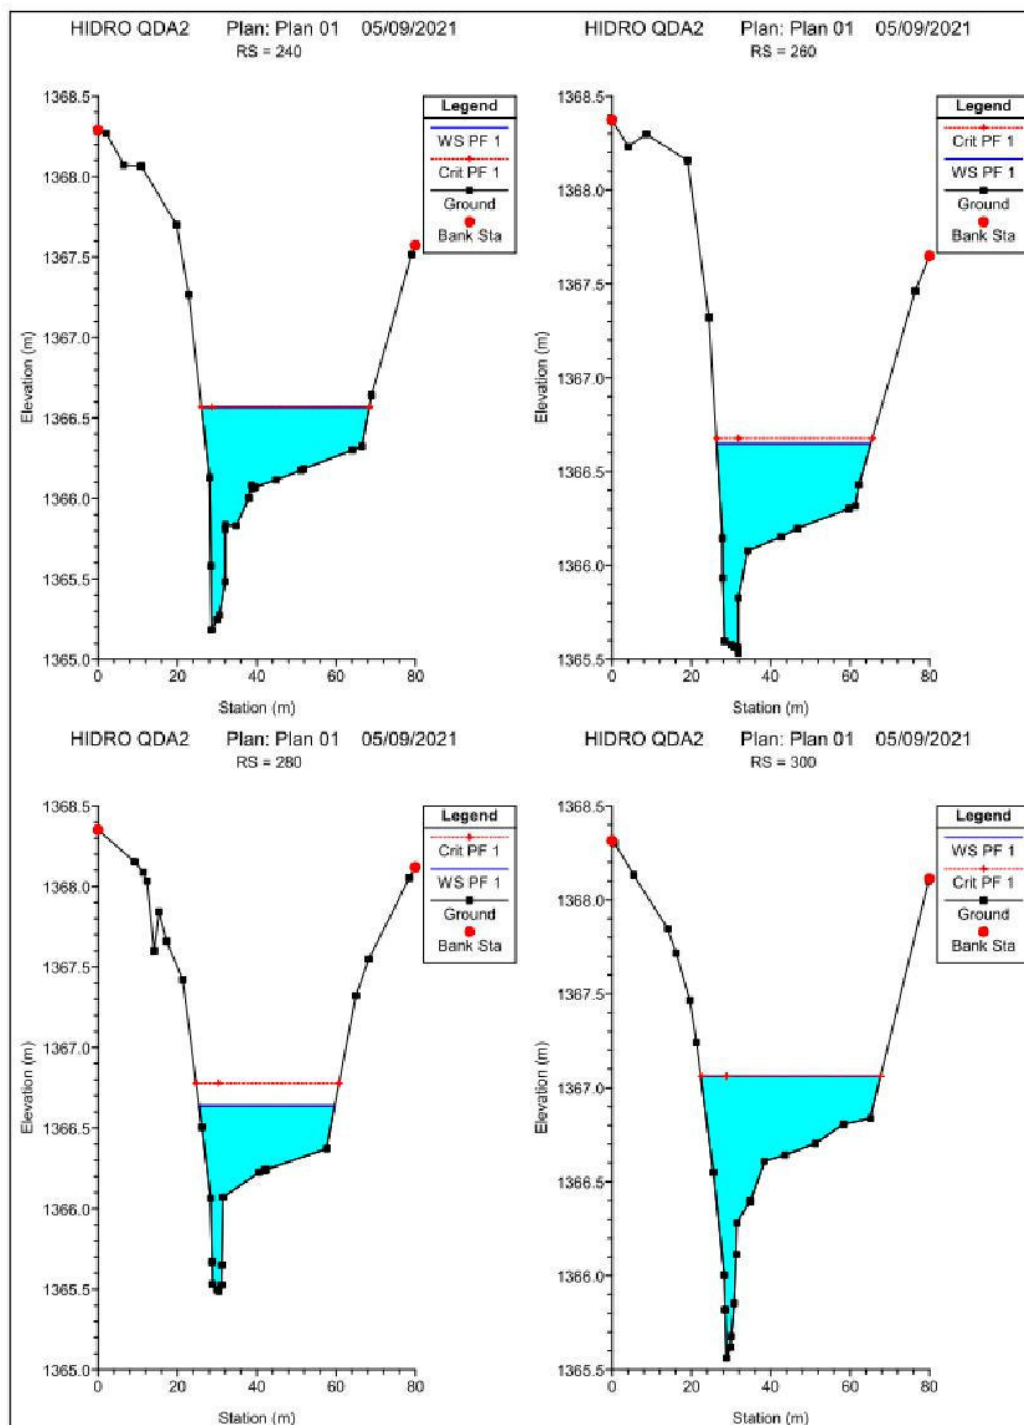 HIDRO QDA2 Plan: Plan 01 05/09/2021
RS = 240
Legend
WS PF 1
Crit PF 1
Ground
Bank Sta
Elevation (m)
1368.5
1368.0
1367.5
1367.0
1366.5
1366.0
1365.5
1365.0
0 20 40 60 80
Station (m)
HIDRO QDA2 Plan: Plan 01 05/09/2021
RS = 260
Legend
Crit PF 1
WS PF 1
Ground
Bank Sta
Elevation (m)
1368.5
1368.0
1367.5
1367.0
1366.5
1366.0
1365.5
0 20 40 60 80
Station (m)
HIDRO QDA2 Plan: Plan 01 05/09/2021
RS = 280
Legend
Crit PF 1
WS PF 1
Ground
Bank Sta
Elevation (m)
1368.5
1368.0
1367.5
1367.0
1366.5
1366.0
1365.5
1365.0
0 20 40 60 80
Station (m)
HIDRO QDA2 Plan: Plan 01 05/09/2021
RS = 300
Legend
WS PF 1
Crit PF 1
Ground
Bank Sta
Elevation (m)
1368.5
1368.0
1367.5
1367.0
1366.5
1366.0
1365.5
0 20 40 60 80
Station (m)